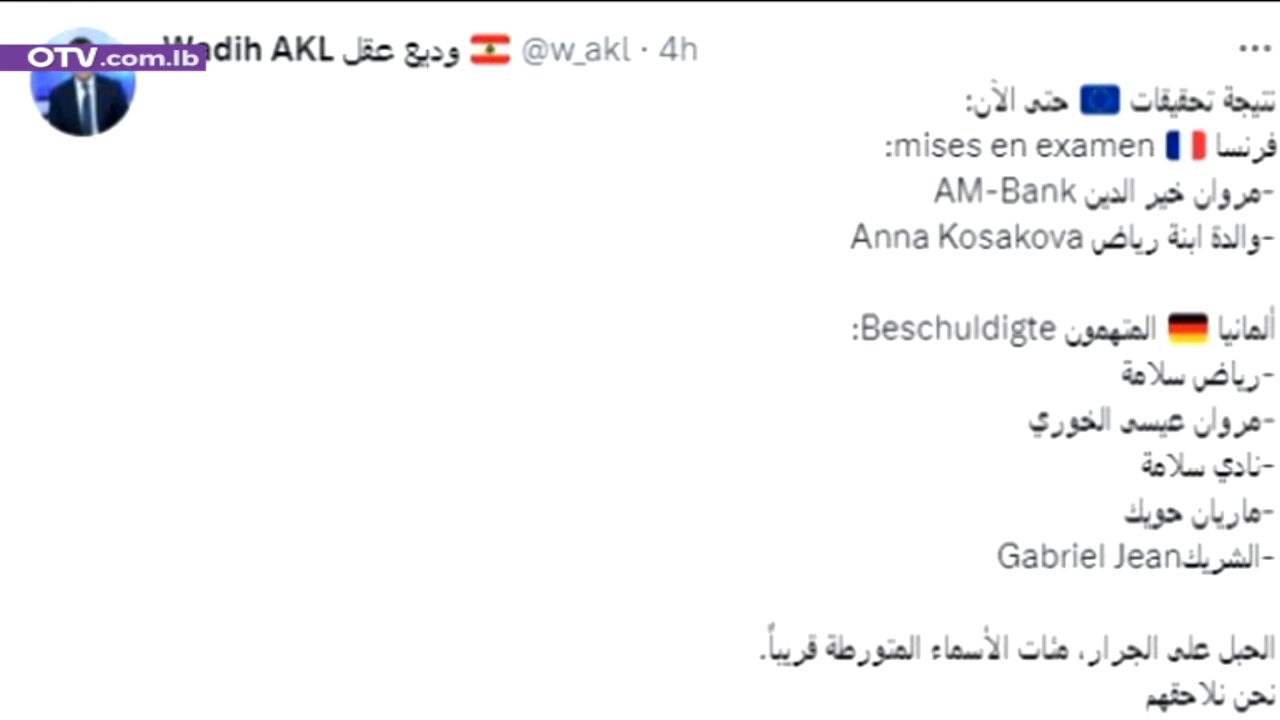 OTV.com.lb
Wadih AKL وديع عقل 🇱🇧 @w_akl · 4h
نتيجة تحقيقات 🇪🇺 حتى الآن:
فرنسا 🇫🇷 mises en examen:
-مروان خير الدين AM-Bank
-والدة ابنة رياض Anna Kosakova
ألمانيا 🇩🇪 المتهمون Beschuldigte:
-رياض سلامة
-مروان عيسى الخوري
-نادي سلامة
-ماريان حويك
-الشريكGabriel Jean
الحبل على الجرار، مئات الأسماء المتورطة قريباً.
نحن نلاحقهم